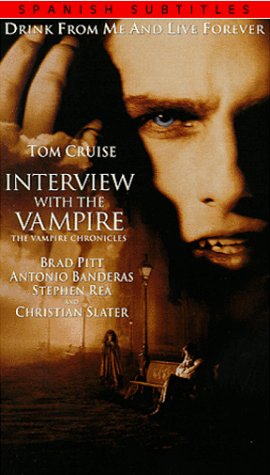 SPANISH SUBTITLES
DRINK FROM ME AND LIVE FOREVER
TOM CRUISE
INTERVIEW
WITH THE
VAMPIRE
THE VAMPIRE CHRONICLES
BRAD PITT
ANTONIO BANDERAS
STEPHEN REA
AND
CHRISTIAN SLATER